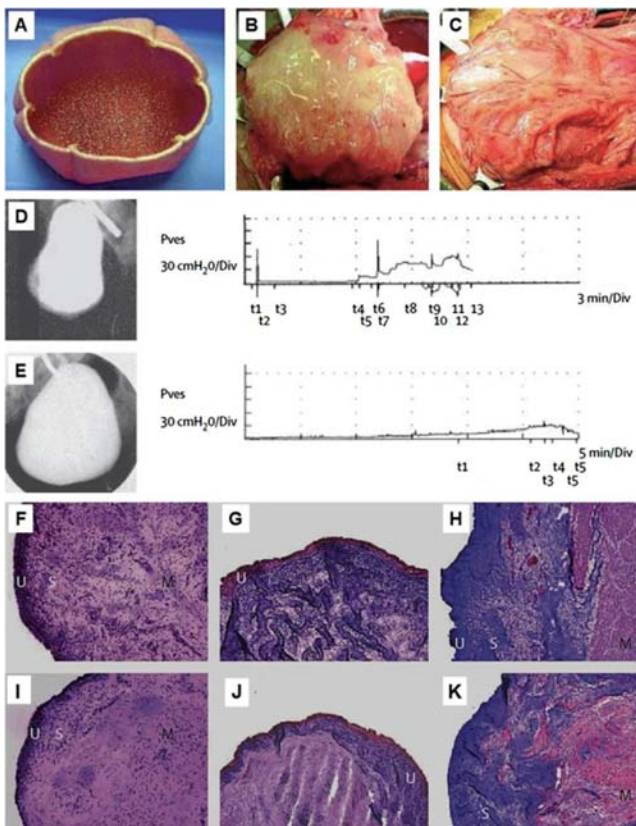 A
B
C
D
Pves
30 cmH₂O/Div
3 min/Div
t1 t3 t4 t6 t8 t9 11 13
t2 t5 t7 10 12
E
Pves
30 cmH₂O/Div
5 min/Div
t1 t2 t4 t5
t3 t5
F
U S M
G
U
H
U S M
I
U S M
J
U
K
S M